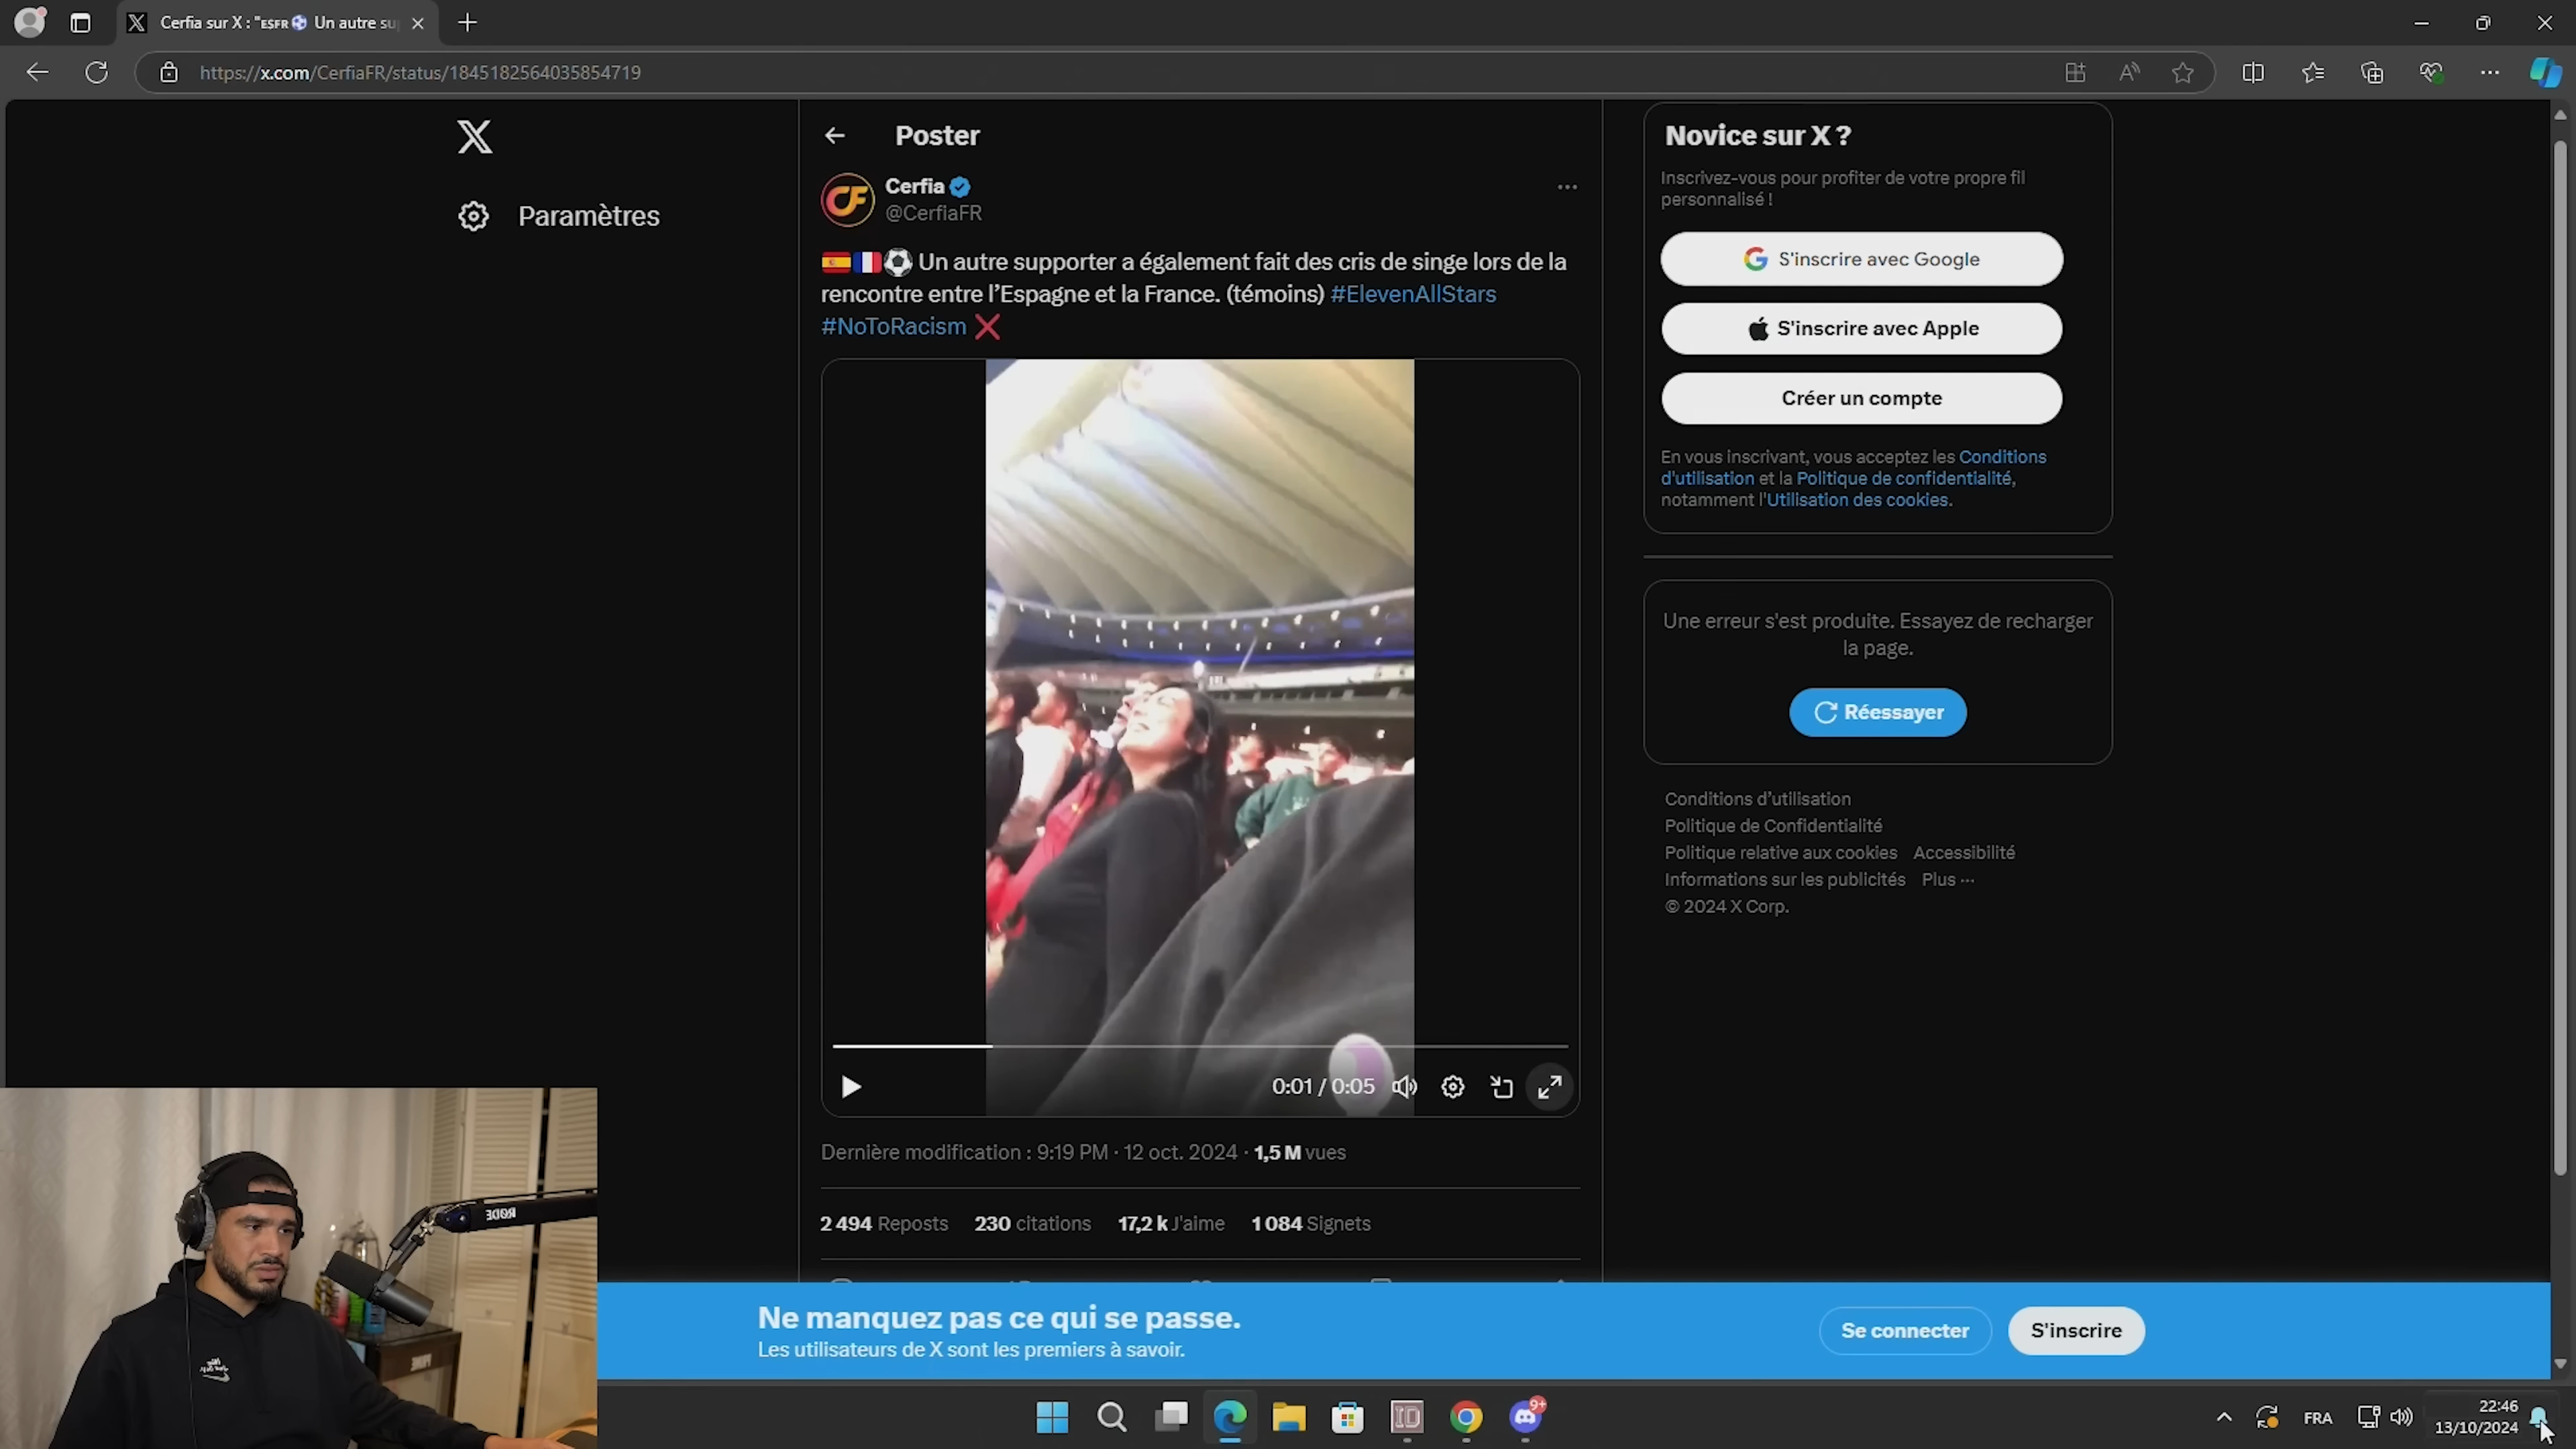 Cerfia sur X : "🇪🇸🇫🇷⚽ Un autre su
https://x.com/CerfiaFR/status/1845182564035854719
Paramètres
Poster
Cerfia
@CerfiaFR
🇪🇸🇫🇷⚽ Un autre supporter a également fait des cris de singe lors de la
rencontre entre l’Espagne et la France. (témoins) #ElevenAllStars
#NoToRacism ❌
0:01 / 0:05
Dernière modification : 9:19 PM · 12 oct. 2024 · 1,5 M vues
2 494 Reposts 230 citations 17,2 k J'aime 1 084 Signets
Novice sur X ?
Inscrivez-vous pour profiter de votre propre fil
personnalisé !
S'inscrire avec Google
S'inscrire avec Apple
Créer un compte
En vous inscrivant, vous acceptez les Conditions
d'utilisation et la Politique de confidentialité,
notamment l'Utilisation des cookies.
Une erreur s'est produite. Essayez de recharger
la page.
Réessayer
Conditions d’utilisation
Politique de Confidentialité
Politique relative aux cookies Accessibilité
Informations sur les publicités Plus ···
© 2024 X Corp.
RØDE
Ne manquez pas ce qui se passe.
Les utilisateurs de X sont les premiers à savoir.
Se connecter
S'inscrire
9+
FRA
22:46
13/10/2024